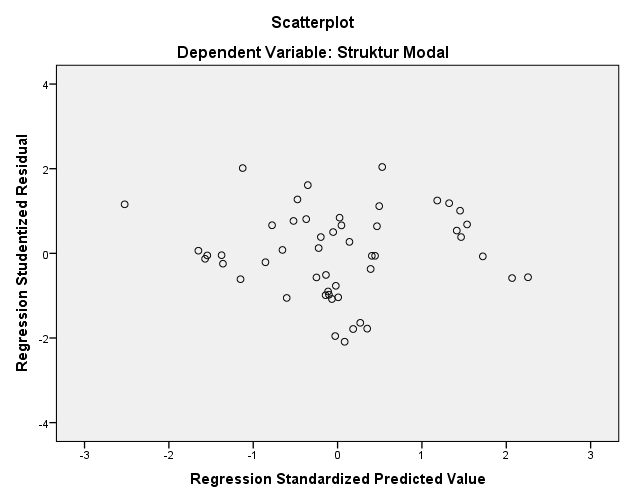 Scatterplot
Dependent Variable: Struktur Modal
Regression Studentized Residual
4
2
0
-2
-4
-3 -2 -1 0 1 2 3
Regression Standardized Predicted Value